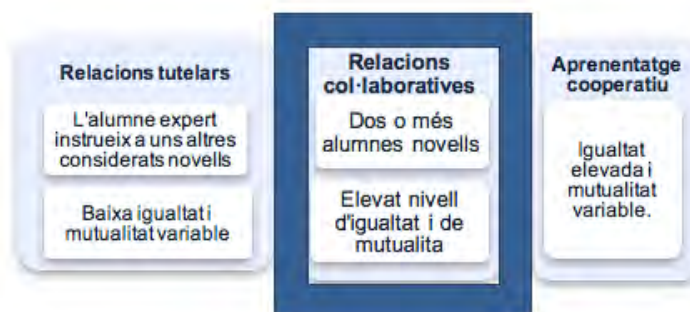 Relacions tutelars
L'alumne expert
instrueix a uns altres
considerats novells
Baixa igualtat i
mutualitat variable
Relacions
col·laboratives
Dos o més
alumnes novells
Elevat nivell
d'igualtat i de
mutualita
Aprenentatge
cooperatiu
Igualtat
elevada i
mutualitat
variable.